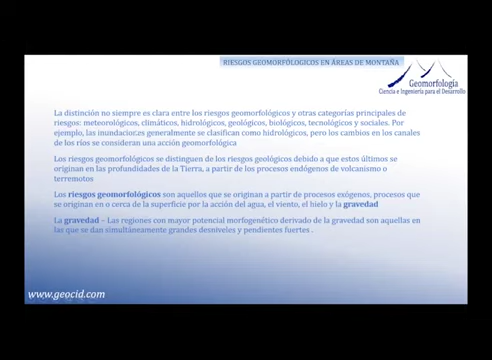 RIESGOS GEOMORFÓLOGICOS EN ÁREAS DE MONTAÑA
Geomorfología
Ciencia e Ingeniería para el Desarrollo
La distinción no siempre es clara entre los riesgos geomorfológicos y otras categorías principales de
riesgos: meteorológicos, climáticos, hidrológicos, geológicos, biológicos, tecnológicos y sociales. Por
ejemplo, las inundaciones generalmente se clasifican como hidrológicos, pero los cambios en los canales
de los ríos se consideran una acción geomorfológica
Los riesgos geomorfológicos se distinguen de los riesgos geológicos debido a que estos últimos se
originan en las profundidades de la Tierra, a partir de los procesos endógenos de volcanismo o
terremotos
Los riesgos geomorfológicos son aquellos que se originan a partir de procesos exógenos, procesos que
se originan en o cerca de la superficie por la acción del agua, el viento, el hielo y la gravedad
La gravedad – Las regiones con mayor potencial morfogenético derivado de la gravedad son aquellas en
las que se dan simultáneamente grandes desniveles y pendientes fuertes .
www.geocid.com